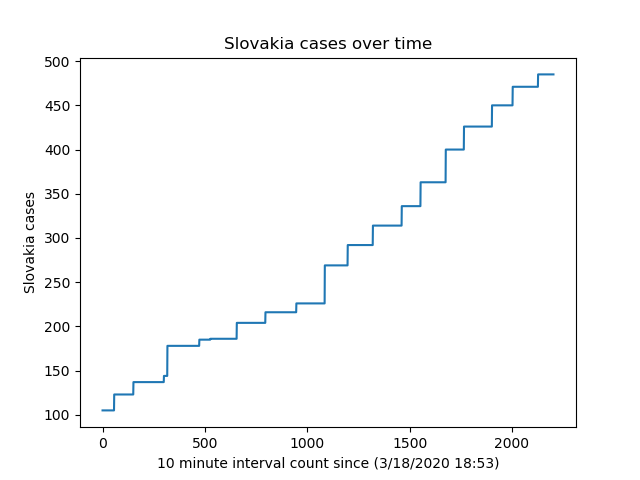 Slovakia cases over time
500
450
400
350
300
250
200
150
100
Slovakia cases
0 500 1000 1500 2000
10 minute interval count since (3/18/2020 18:53)